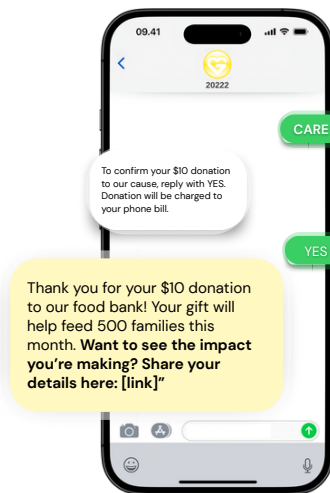 09.41
20222
CARE
To confirm your $10 donation
to our cause, reply with YES.
Donation will be charged to
your phone bill.
YES
Thank you for your $10 donation
to our food bank! Your gift will
help feed 500 families this
month. Want to see the impact
you’re making? Share your
details here: [link]”